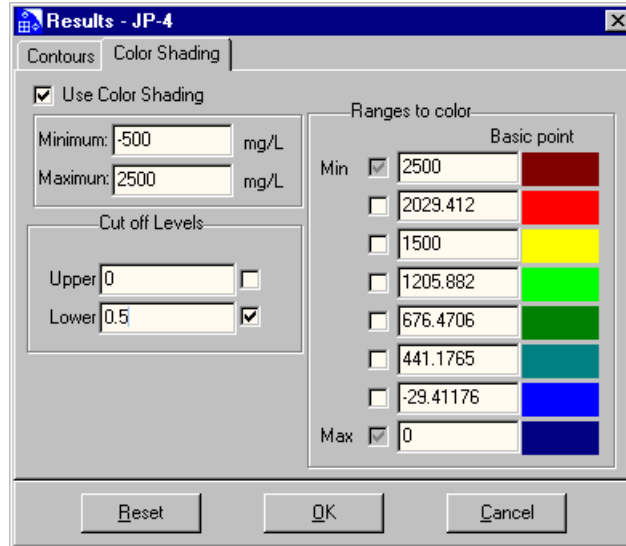 Results - JP-4
Contours Color Shading
Use Color Shading
Minimum: -500 mg/L
Maximun: 2500 mg/L
Cut off Levels
Upper 0
Lower 0.5
Ranges to color
Basic point
Min 2500
2029.412
1500
1205.882
676.4706
441.1765
-29.41176
Max 0
Reset OK Cancel